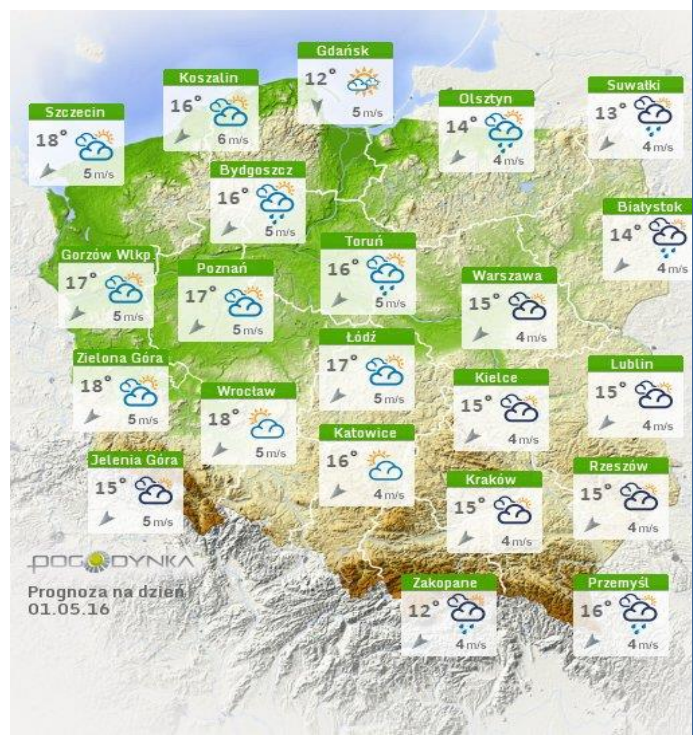 Gdańsk
12°
5 m/s
Koszalin
16°
6 m/s
Suwałki
13°
4 m/s
Olsztyn
14°
4 m/s
Szczecin
18°
5 m/s
Bydgoszcz
16°
5 m/s
Białystok
14°
4 m/s
Toruń
16°
5 m/s
Gorzów Wlkp
17°
5 m/s
Poznań
17°
5 m/s
Warszawa
15°
4 m/s
Łódź
17°
5 m/s
Zielona Góra
18°
5 m/s
Lublin
15°
4 m/s
Kielce
15°
4 m/s
Wrocław
18°
5 m/s
Katowice
16°
4 m/s
Jelenia Góra
15°
5 m/s
Rzeszów
15°
4 m/s
Kraków
15°
4 m/s
POGODYNKA
Prognoza na dzień
01.05.16
Zakopane
12°
4 m/s
Przemyśl
16°
4 m/s